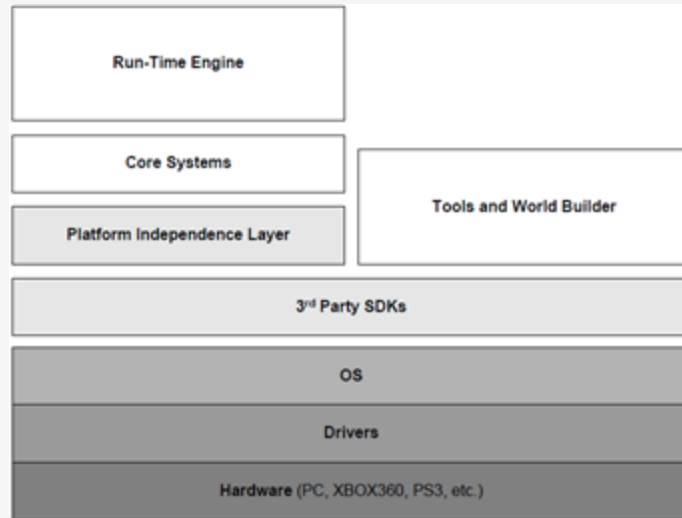 Run-Time Engine
Core Systems
Tools and World Builder
Platform Independence Layer
3rd Party SDKs
OS
Drivers
Hardware (PC, XBOX360, PS3, etc.)